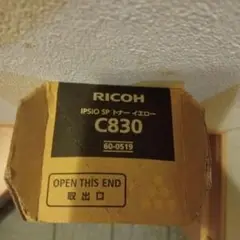 RICOH
IPSiO SP トナー イエロー
C830
60-0519
OPEN THIS END
取出口